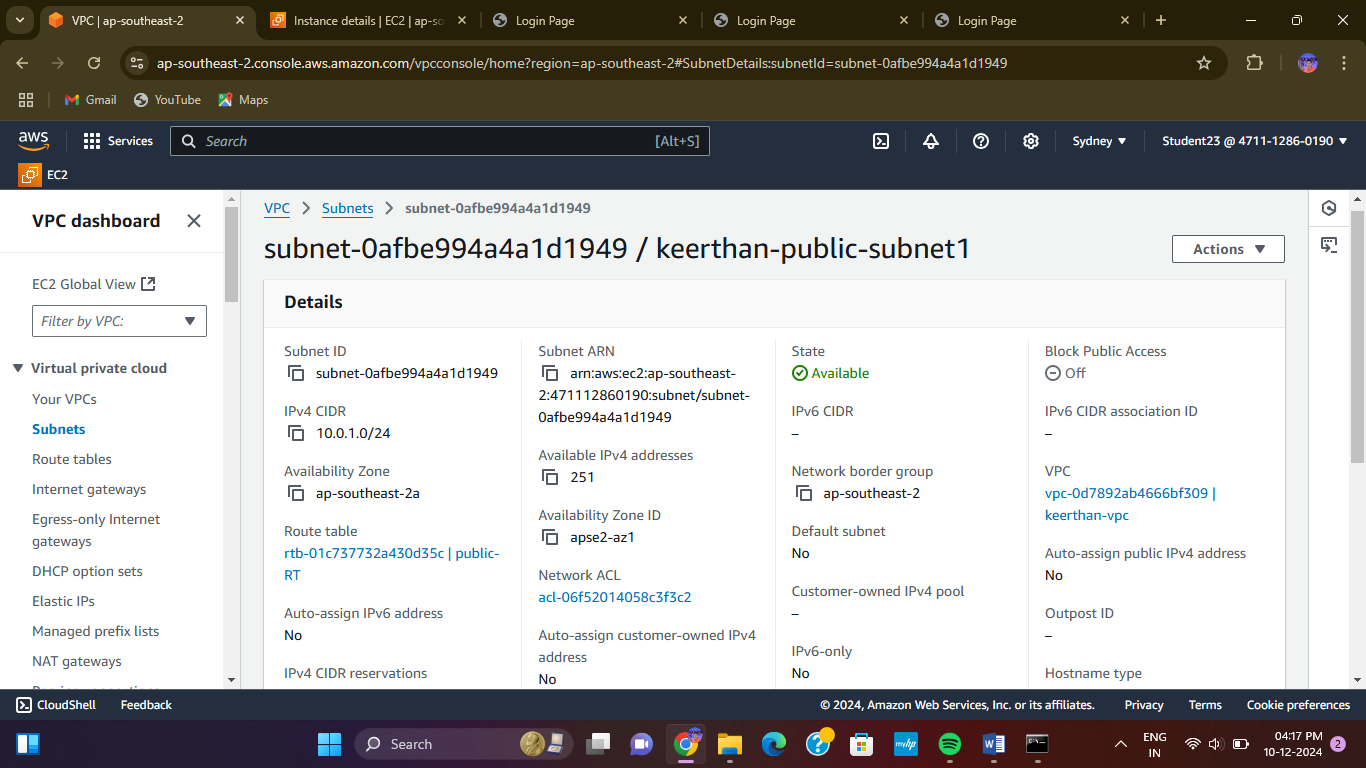 VPC | ap-southeast-2
Instance details | EC2 | ap-so
Login Page
Login Page
Login Page
ap-southeast-2.console.aws.amazon.com/vpcconsole/home?region=ap-southeast-2#SubnetDetails:subnetId=subnet-0afbe994a4a1d1949
Gmail
YouTube
Maps
aws
Services
Search
[Alt+S]
Sydney
Student23 @ 4711-1286-0190
EC2
VPC dashboard
EC2 Global View
Filter by VPC:
Virtual private cloud
Your VPCs
Subnets
Route tables
Internet gateways
Egress-only Internet
gateways
DHCP option sets
Elastic IPs
Managed prefix lists
NAT gateways
VPC
Subnets
subnet-0afbe994a4a1d1949
subnet-0afbe994a4a1d1949 / keerthan-public-subnet1
Actions
Details
Subnet ID
subnet-0afbe994a4a1d1949
IPv4 CIDR
10.0.1.0/24
Availability Zone
ap-southeast-2a
Route table
rtb-01c737732a430d35c | public-
RT
Auto-assign IPv6 address
No
IPv4 CIDR reservations
Subnet ARN
arn:aws:ec2:ap-southeast-
2:471112860190:subnet/subnet-
0afbe994a4a1d1949
Available IPv4 addresses
251
Availability Zone ID
apse2-az1
Network ACL
acl-06f52014058c3f3c2
Auto-assign customer-owned IPv4
address
No
State
Available
IPv6 CIDR
–
Network border group
ap-southeast-2
Default subnet
No
Customer-owned IPv4 pool
–
IPv6-only
No
Block Public Access
Off
IPv6 CIDR association ID
–
VPC
vpc-0d7892ab4666bf309 |
keerthan-vpc
Auto-assign public IPv4 address
No
Outpost ID
–
Hostname type
CloudShell
Feedback
© 2024, Amazon Web Services, Inc. or its affiliates.
Privacy
Terms
Cookie preferences
Search
myhp
ENG
IN
04:17 PM
10-12-2024
2